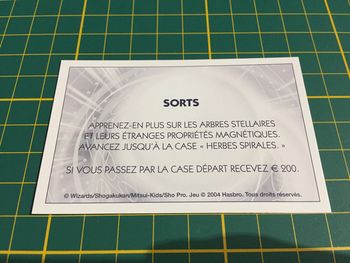 SORTS
APPRENEZ-EN PLUS SUR LES ARBRES STELLAIRES
ET LEURS ÉTRANGES PROPRIÉTÉS MAGNÉTIQUES.
AVANCEZ JUSQU'À LA CASE « HERBES SPIRALES. »
SI VOUS PASSEZ PAR LA CASE DÉPART RECEVEZ € 200.
© Wizards/Shogakukan/Mitsui-Kids/Sho Pro. Jeu © 2004 Hasbro. Tous droits réservés.